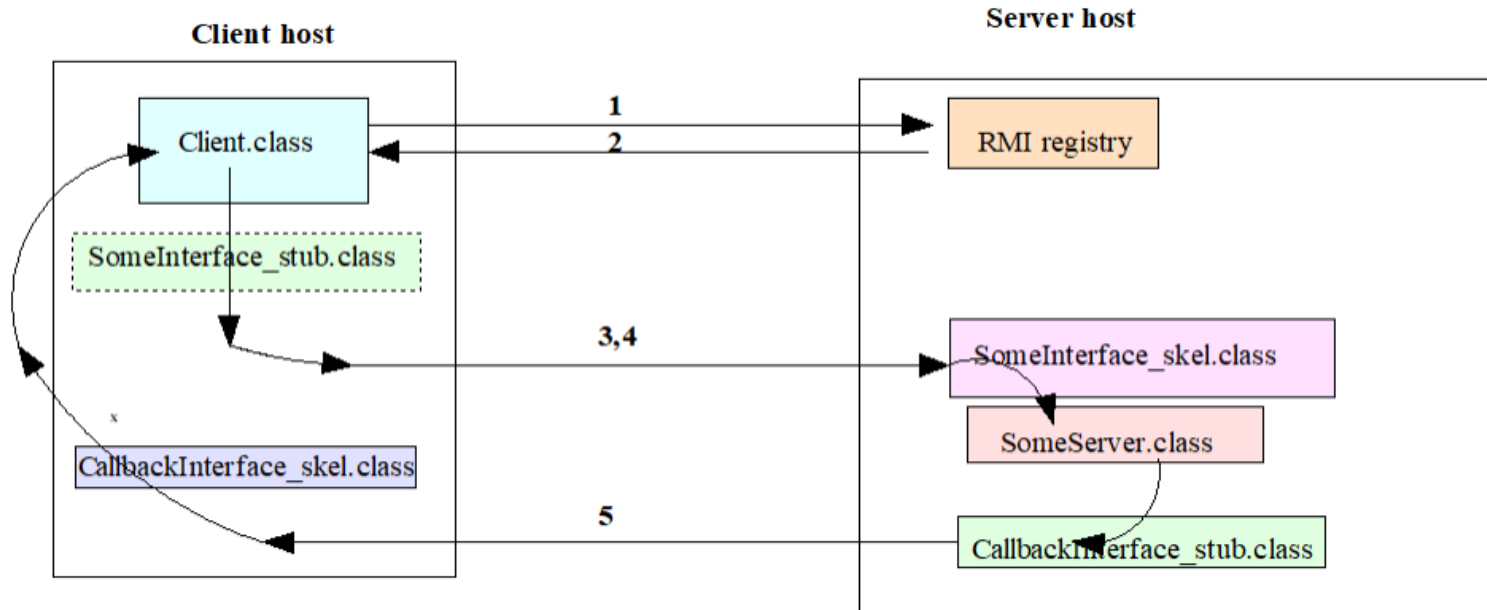 Client host
Server host
Client.class
1
2
RMI registry
SomeInterface_stub.class
3,4
SomeInterface_skel.class
x
SomeServer.class
CallbackInterface_skel.class
5
CallbackInterface_stub.class